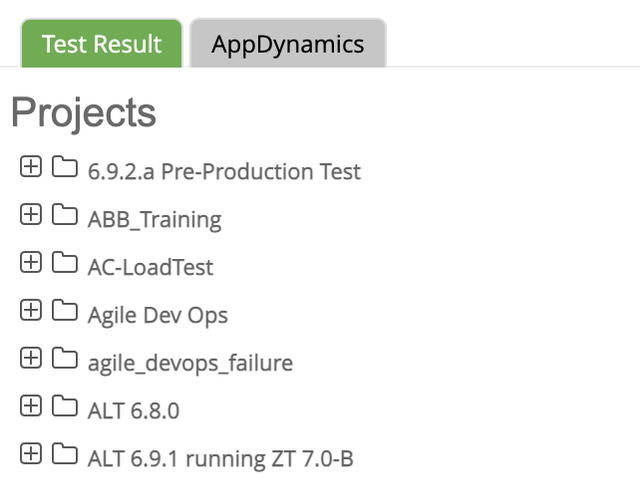 Test Result AppDynamics
Projects
6.9.2.a Pre-Production Test
ABB_Training
AC-LoadTest
Agile Dev Ops
agile_devops_failure
ALT 6.8.0
ALT 6.9.1 running ZT 7.0-B